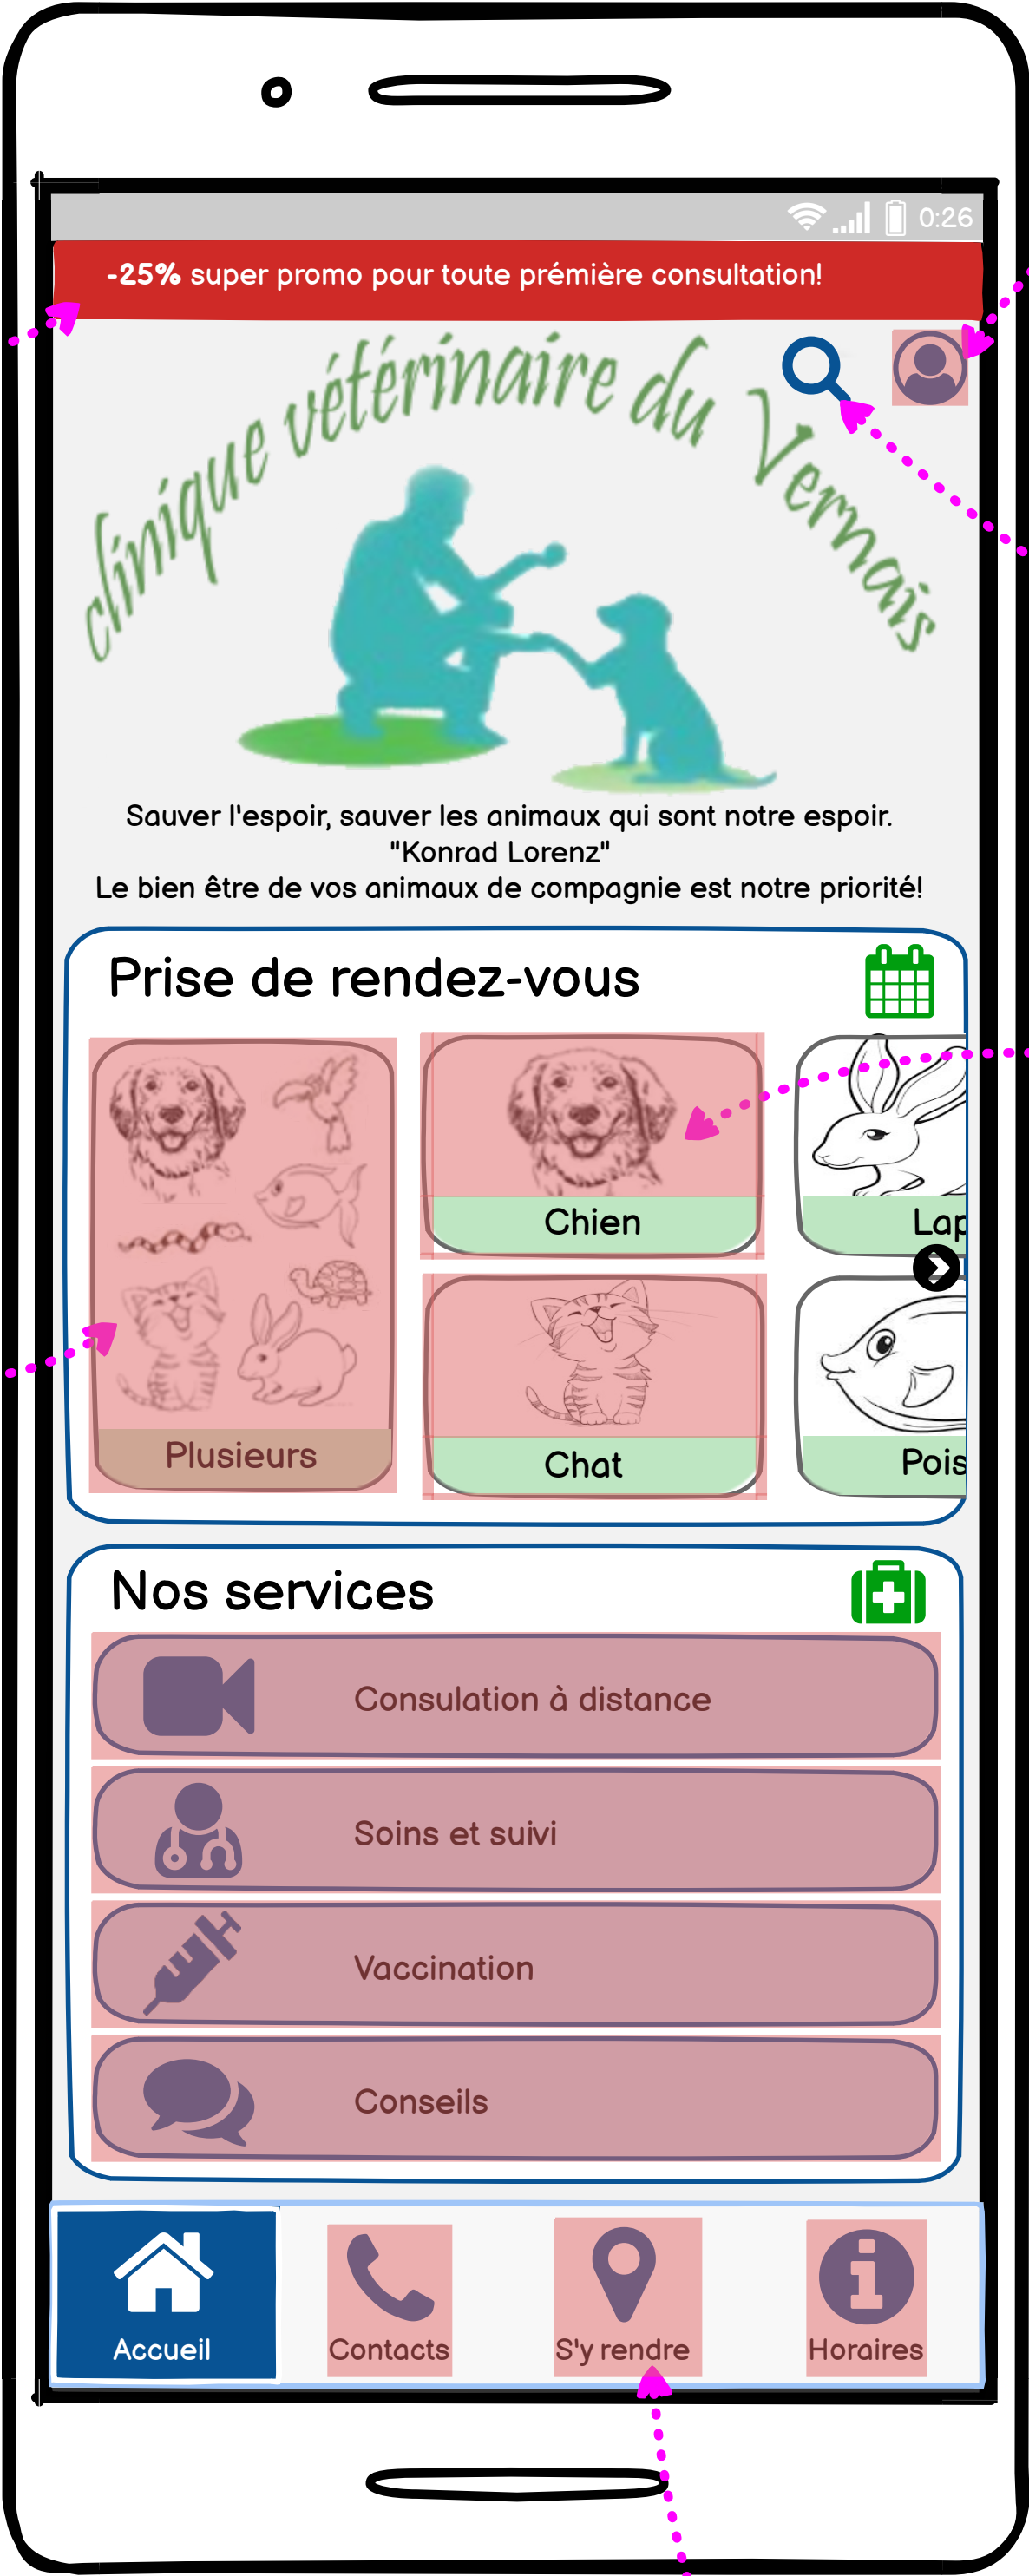 0:26
-25% super promo pour toute prémière consultation!
clinique vétérinaire du Vernais
Sauver l'espoir, sauver les animaux qui sont notre espoir.
"Konrad Lorenz"
Le bien être de vos animaux de compagnie est notre priorité!
Prise de rendez-vous
Chien
Lap
Plusieurs
Chat
Pois
Nos services
Consulation à distance
Soins et suivi
Vaccination
Conseils
Accueil
Contacts
S'y rendre
Horaires